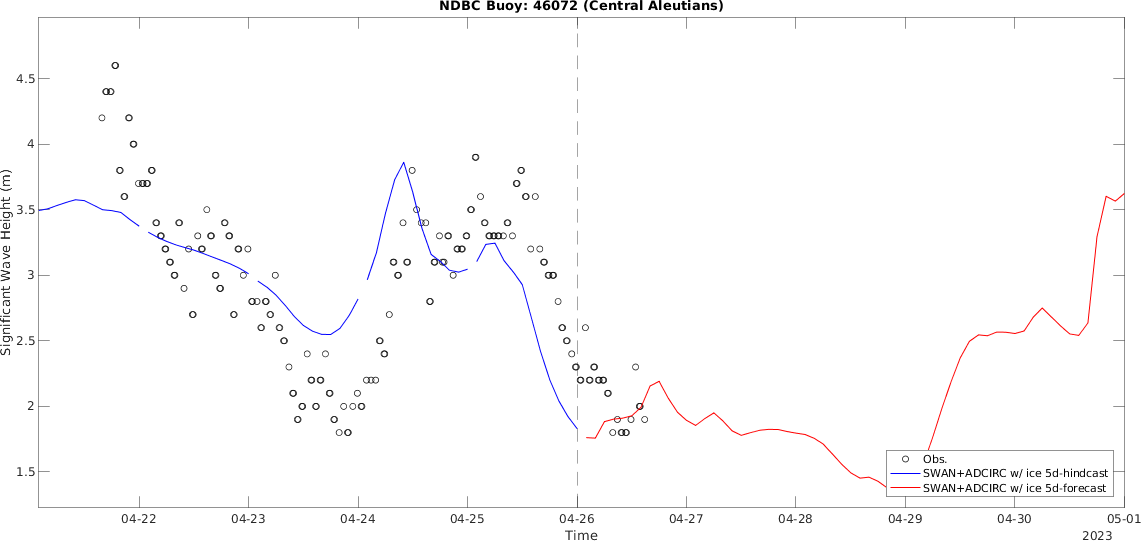 NDBC Buoy: 46072 (Central Aleutians)
Significant Wave Height (m)
4.5
4
3.5
3
2.5
2
1.5
Obs.
SWAN+ADCIRC w/ ice 5d-hindcast
SWAN+ADCIRC w/ ice 5d-forecast
04-22 04-23 04-24 04-25 04-26 04-27 04-28 04-29 04-30 05-01
Time
2023